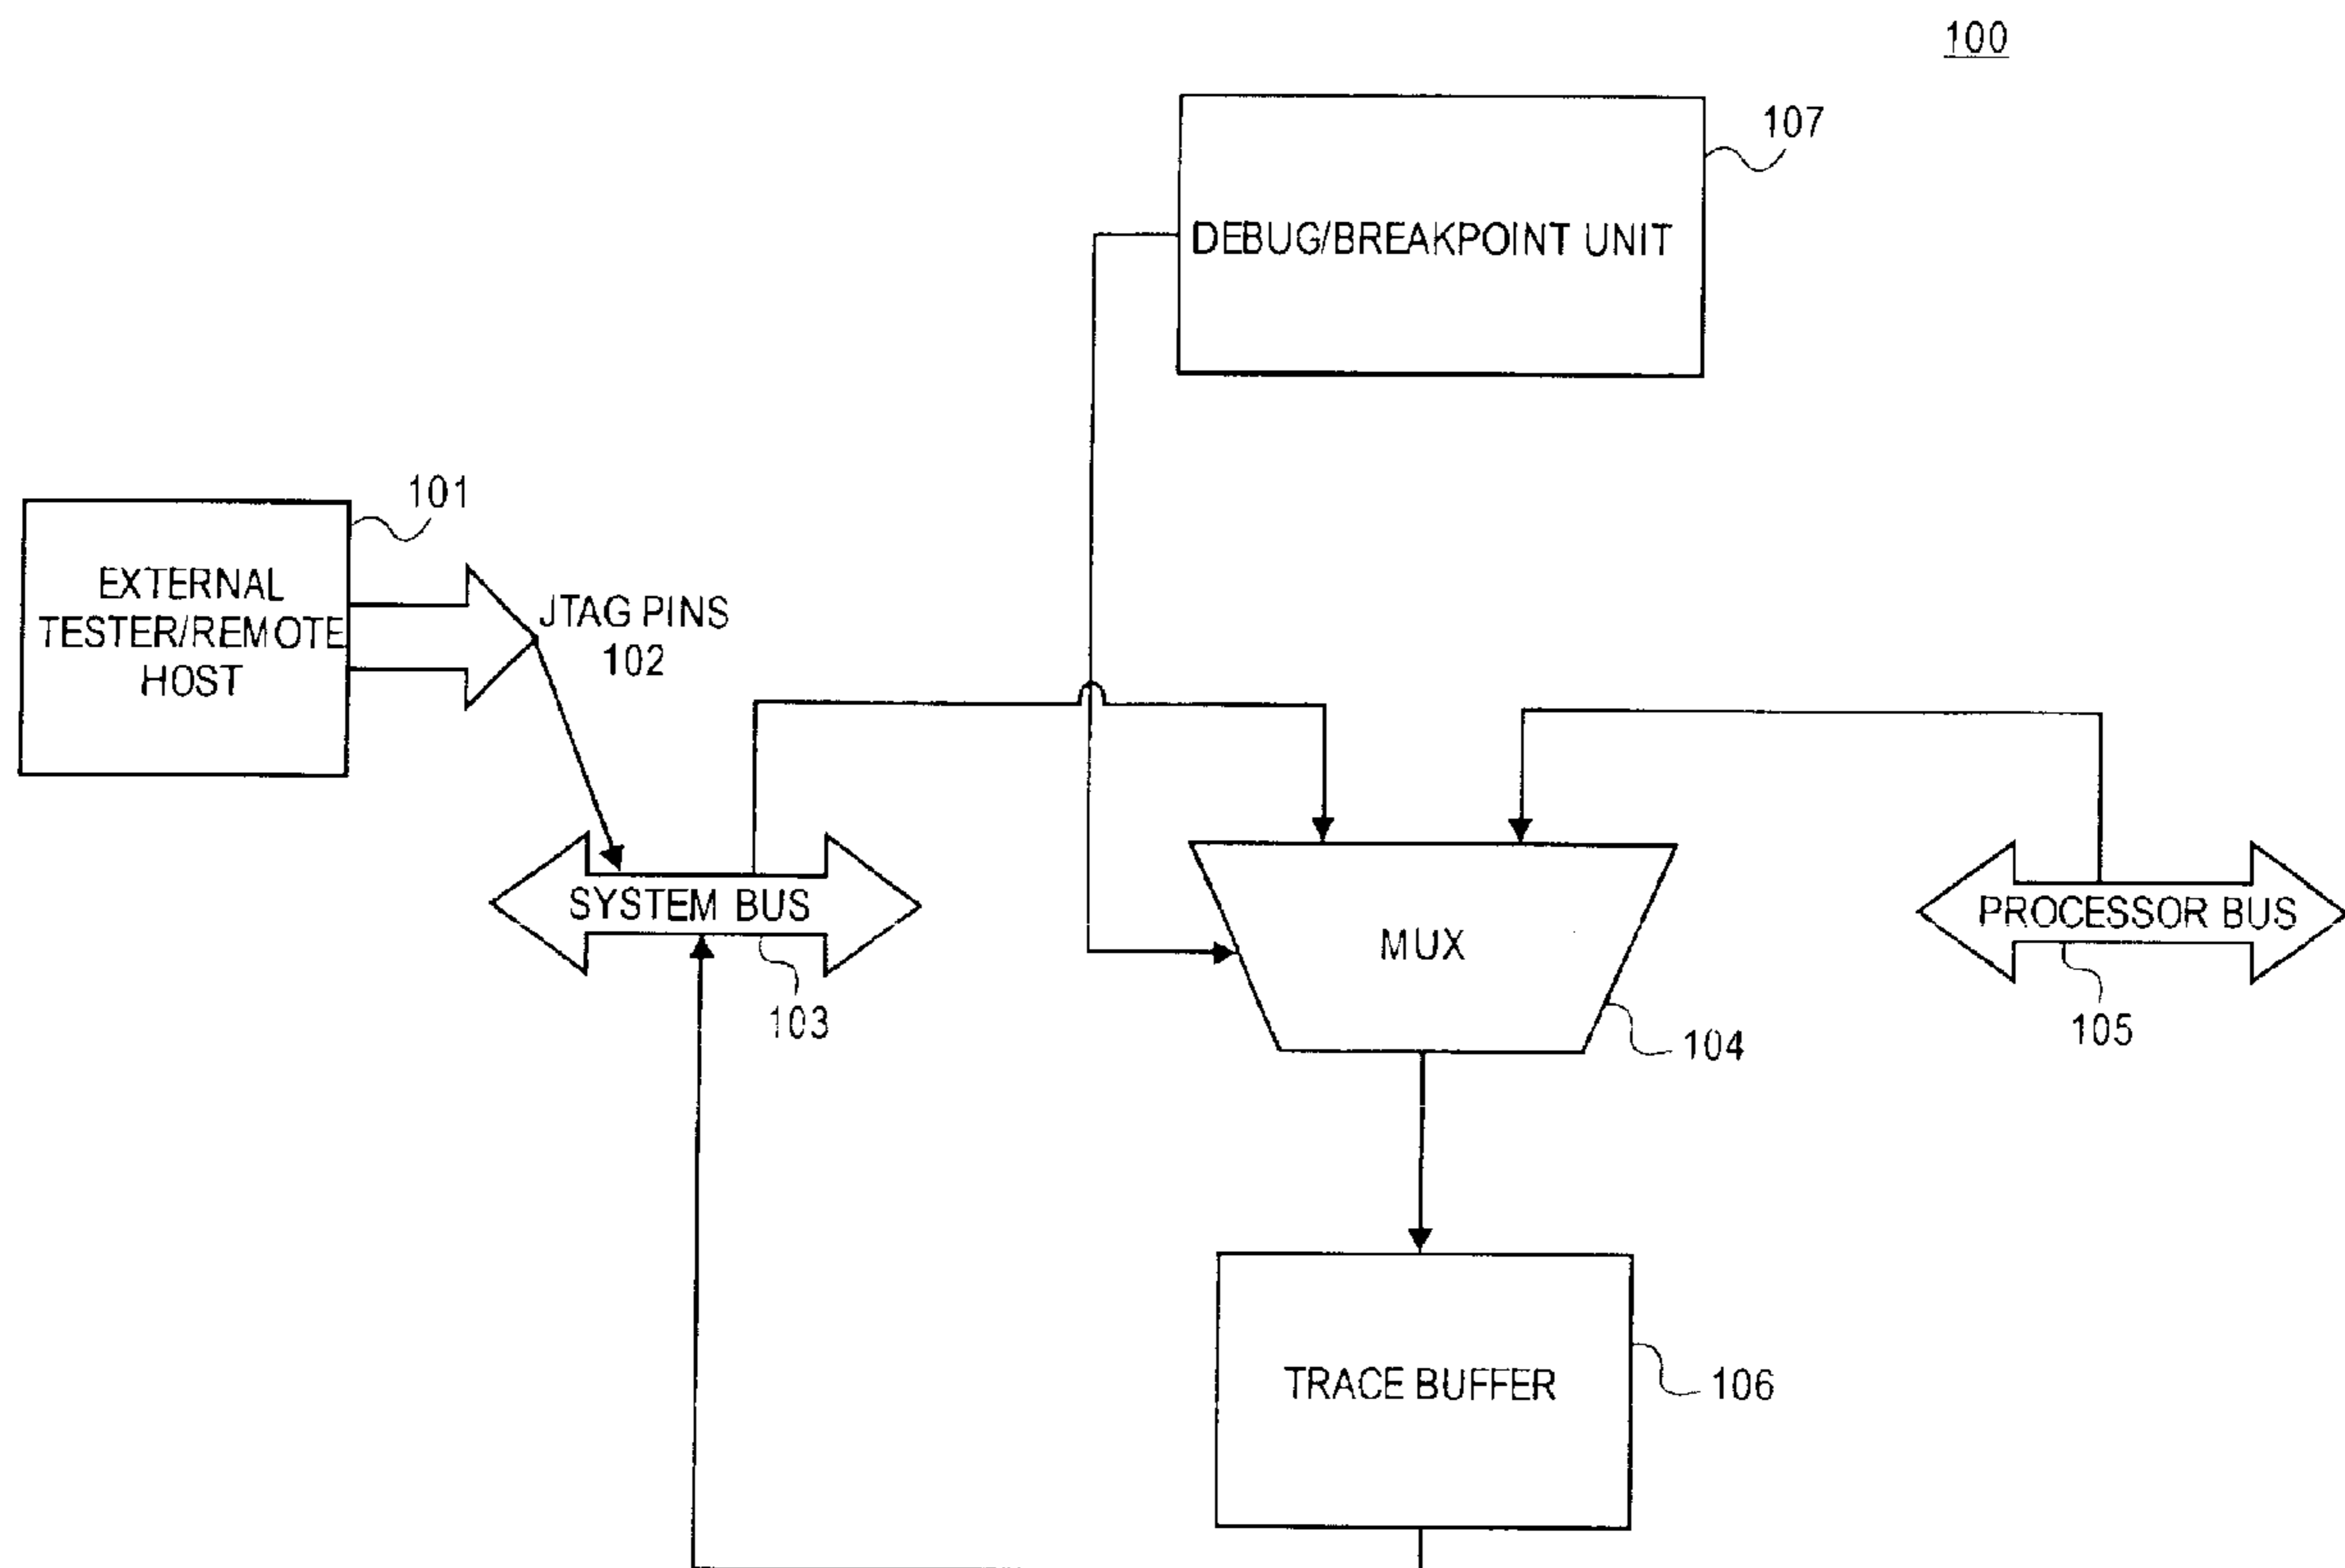 100
107
DEBUG/BREAKPOINT UNIT
101
EXTERNAL
TESTER/REMOTE
HOST
JTAG PINS
102
SYSTEM BUS
103
MUX
104
PROCESSOR BUS
105
TRACE BUFFER
106